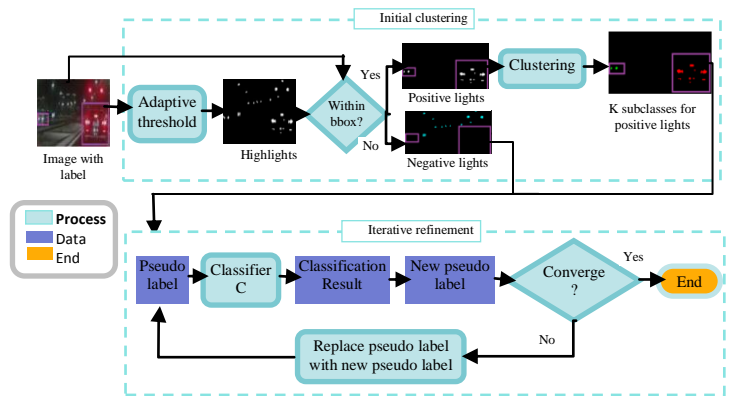 Initial clustering
Image with
label
Adaptive
threshold
Highlights
Within
bbox?
Yes
No
Positive lights
Negative lights
Clustering
K subclasses for
positive lights
Process
Data
End
Iterative refinement
Pseudo
label
Classifier
C
Classification
Result
New pseudo
label
Converge
?
Yes
No
End
Replace pseudo label
with new pseudo label